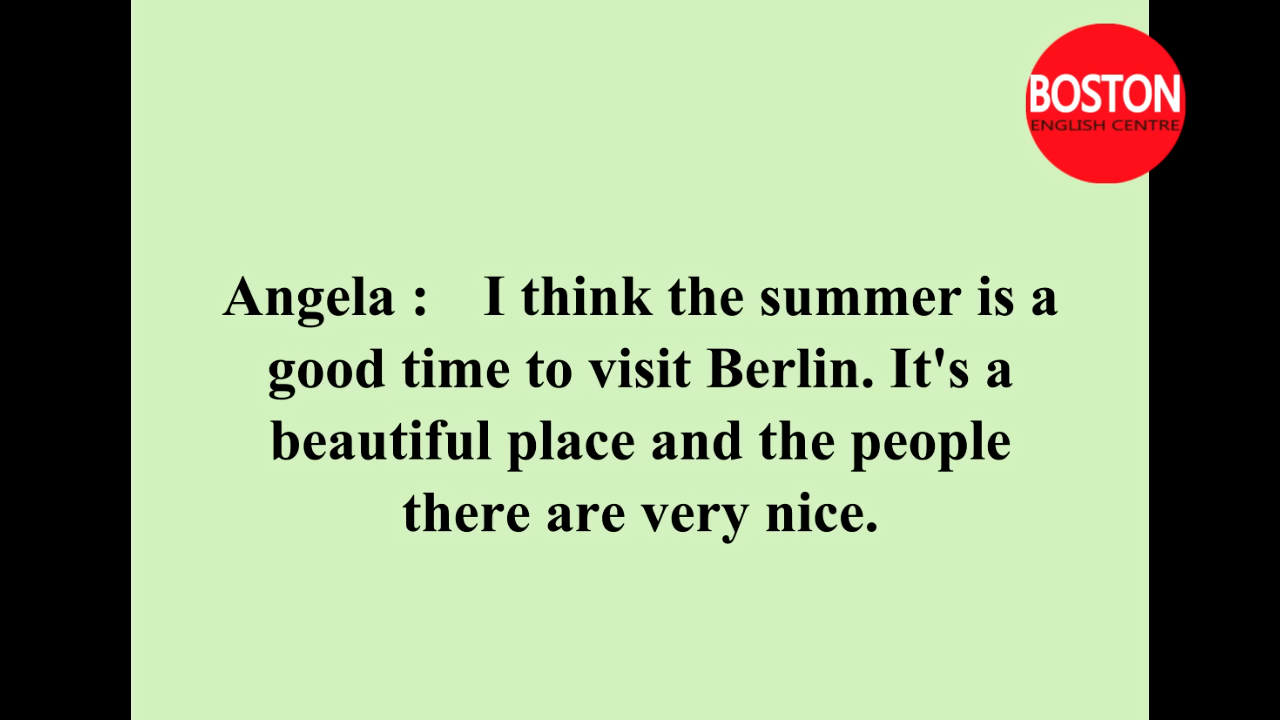 BOSTON
ENGLISH CENTRE
Angela :    I think the summer is a
good time to visit Berlin. It's a
beautiful place and the people
there are very nice.